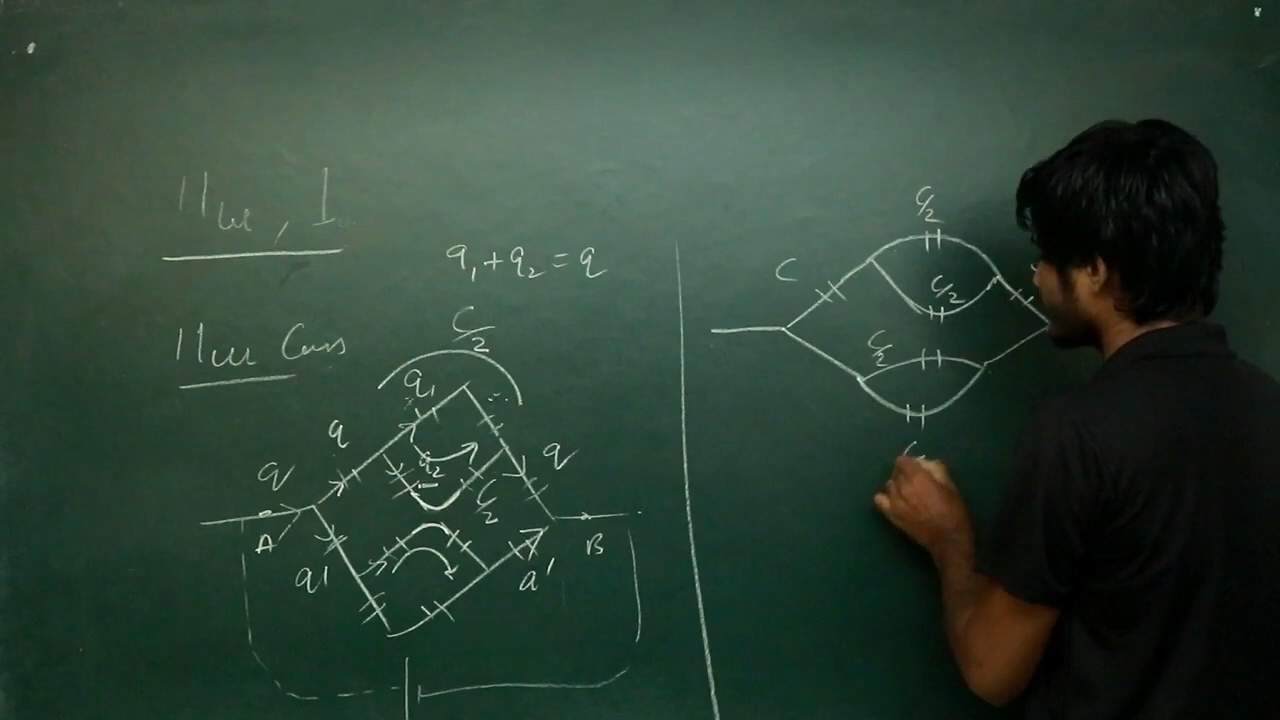 q₁ + q₂ = q
C/2
q₁
q
q
Q
q₂
C/2
A
B
q'
q'
C/2
C
C/2
C/2